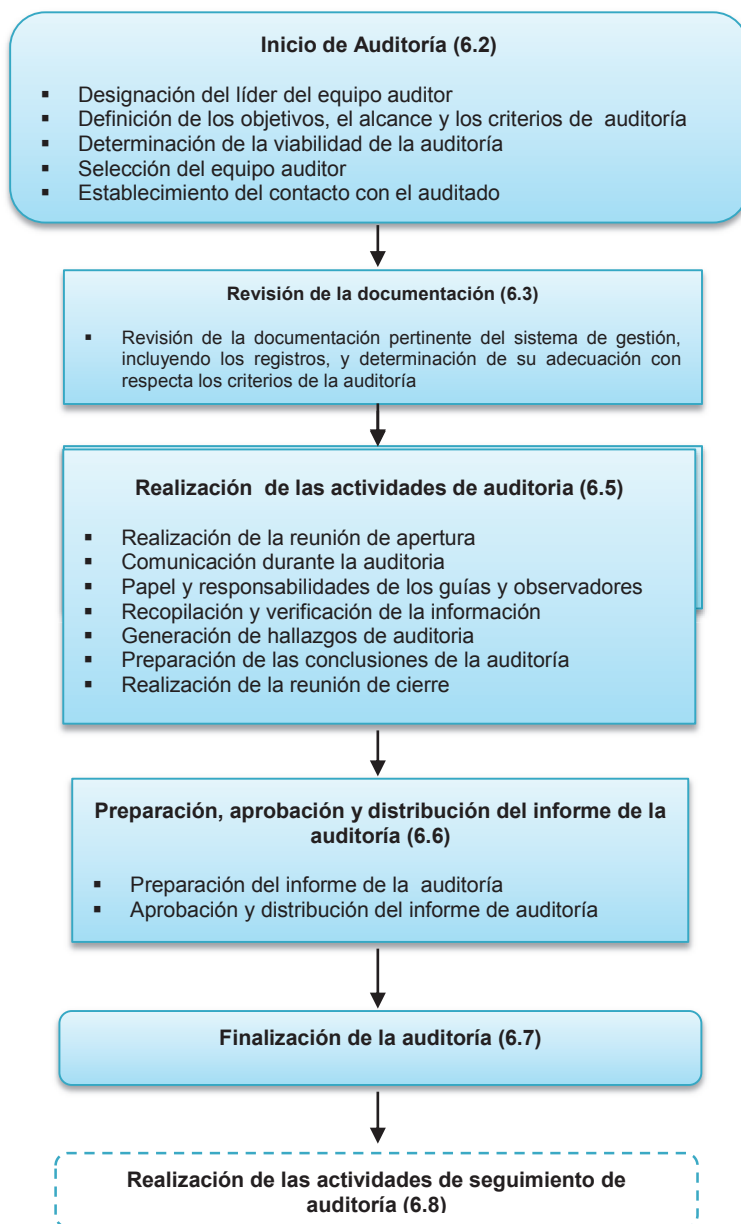 Inicio de Auditoría (6.2)
▪ Designación del líder del equipo auditor
▪ Definición de los objetivos, el alcance y los criterios de auditoría
▪ Determinación de la viabilidad de la auditoría
▪ Selección del equipo auditor
▪ Establecimiento del contacto con el auditado
Revisión de la documentación (6.3)
▪ Revisión de la documentación pertinente del sistema de gestión,
incluyendo los registros, y determinación de su adecuación con
respecta los criterios de la auditoría
Realización de las actividades de auditoria (6.5)
▪ Realización de la reunión de apertura
▪ Comunicación durante la auditoria
▪ Papel y responsabilidades de los guías y observadores
▪ Recopilación y verificación de la información
▪ Generación de hallazgos de auditoria
▪ Preparación de las conclusiones de la auditoría
▪ Realización de la reunión de cierre
Preparación, aprobación y distribución del informe de la
auditoría (6.6)
▪ Preparación del informe de la auditoría
▪ Aprobación y distribución del informe de auditoría
Finalización de la auditoría (6.7)
Realización de las actividades de seguimiento de
auditoría (6.8)